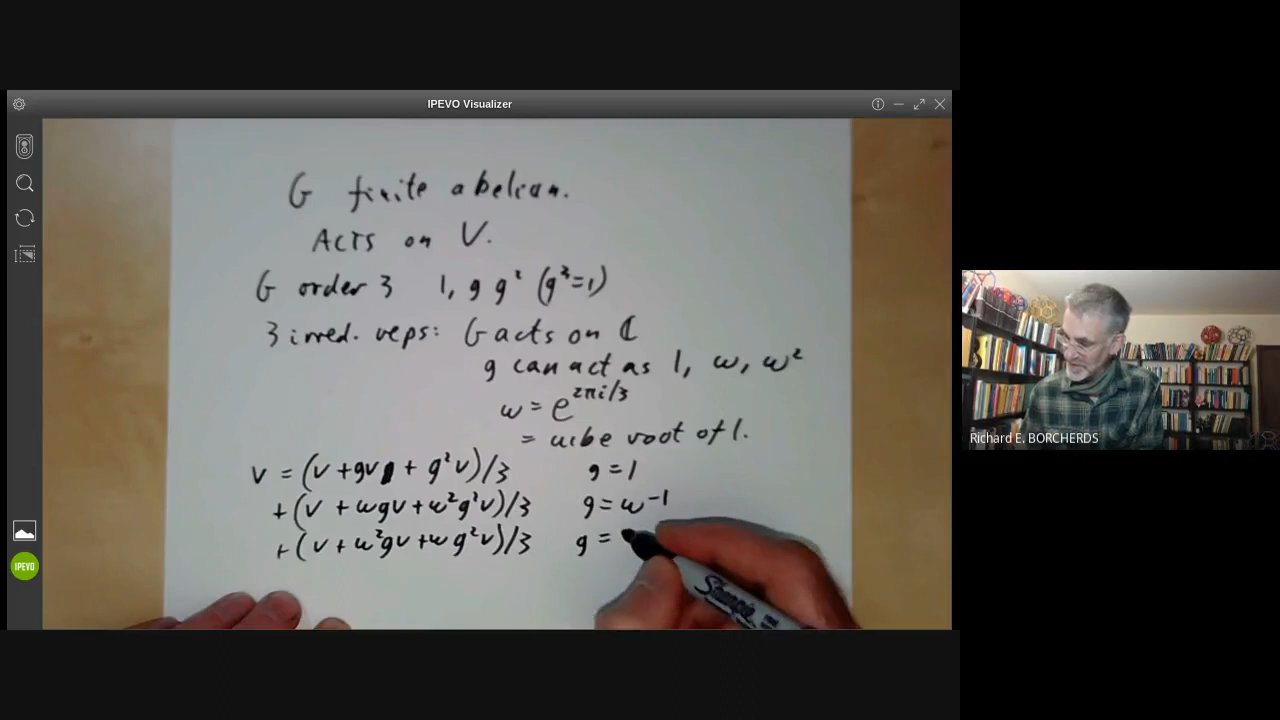 IPEVO Visualizer
G finite abelian.
ACTS on V.
G order 3 1, g g² (g³=1)
3 irred. reps: G acts on ℂ
g can act as 1, ω, ω²
ω = e^{2πi/3}
= cube root of 1.
v = (v + gv + g²v)/3 g = 1
+ (v + ωgv + ω²g²v)/3 g = ω⁻¹
+ (v + ω²gv + ωg²v)/3 g =
Sharpie
Richard E. BORCHERDS
IPEVO